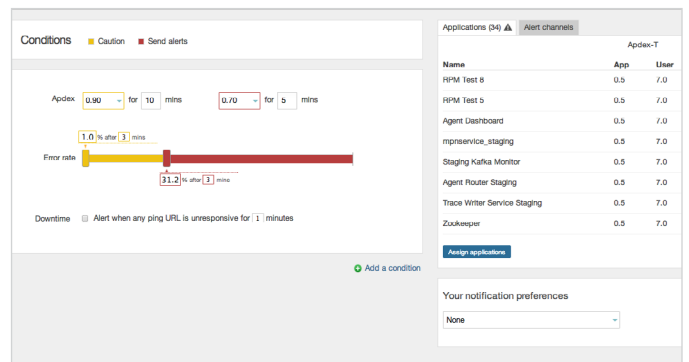 Conditions Caution Send alerts
Apdex 0.90 for 10 mins 0.70 for 5 mins
1.0 % after 3 mins
Error rate
31.2 % after 3 mins
Downtime Alert when any ping URL is unresponsive for 1 minutes
Add a condition
Applications (34) Alert channels
Apdex-T
Name App User
RPM Test 8 0.5 7.0
RPM Test 5 0.5 7.0
Agent Dashboard 0.5 7.0
mpnservice_staging 0.5 7.0
Staging Kafka Monitor 0.5 7.0
Agent Router Staging 0.5 7.0
Trace Writer Service Staging 0.5 7.0
Zookeeper 0.5 7.0
Assign applications
Your notification preferences
None